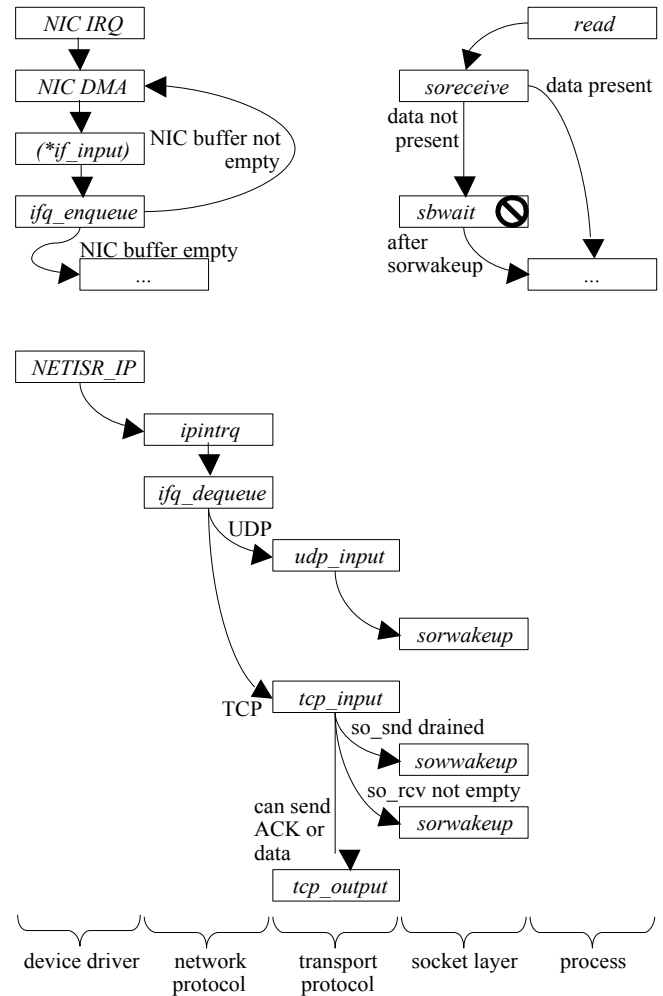 NIC IRQ
read
NIC DMA
soreceive
data present
NIC buffer not
empty
data not
present
(*if_input)
ifq_enqueue
sbwait
NIC buffer empty
after
sorwakeup
...
...
NETISR_IP
ipintrq
ifq_dequeue
UDP
udp_input
sorwakeup
tcp_input
TCP
so_snd drained
sowwakeup
so_rcv not empty
can send
ACK or
data
sorwakeup
tcp_output
device driver
network
protocol
transport
protocol
socket layer
process